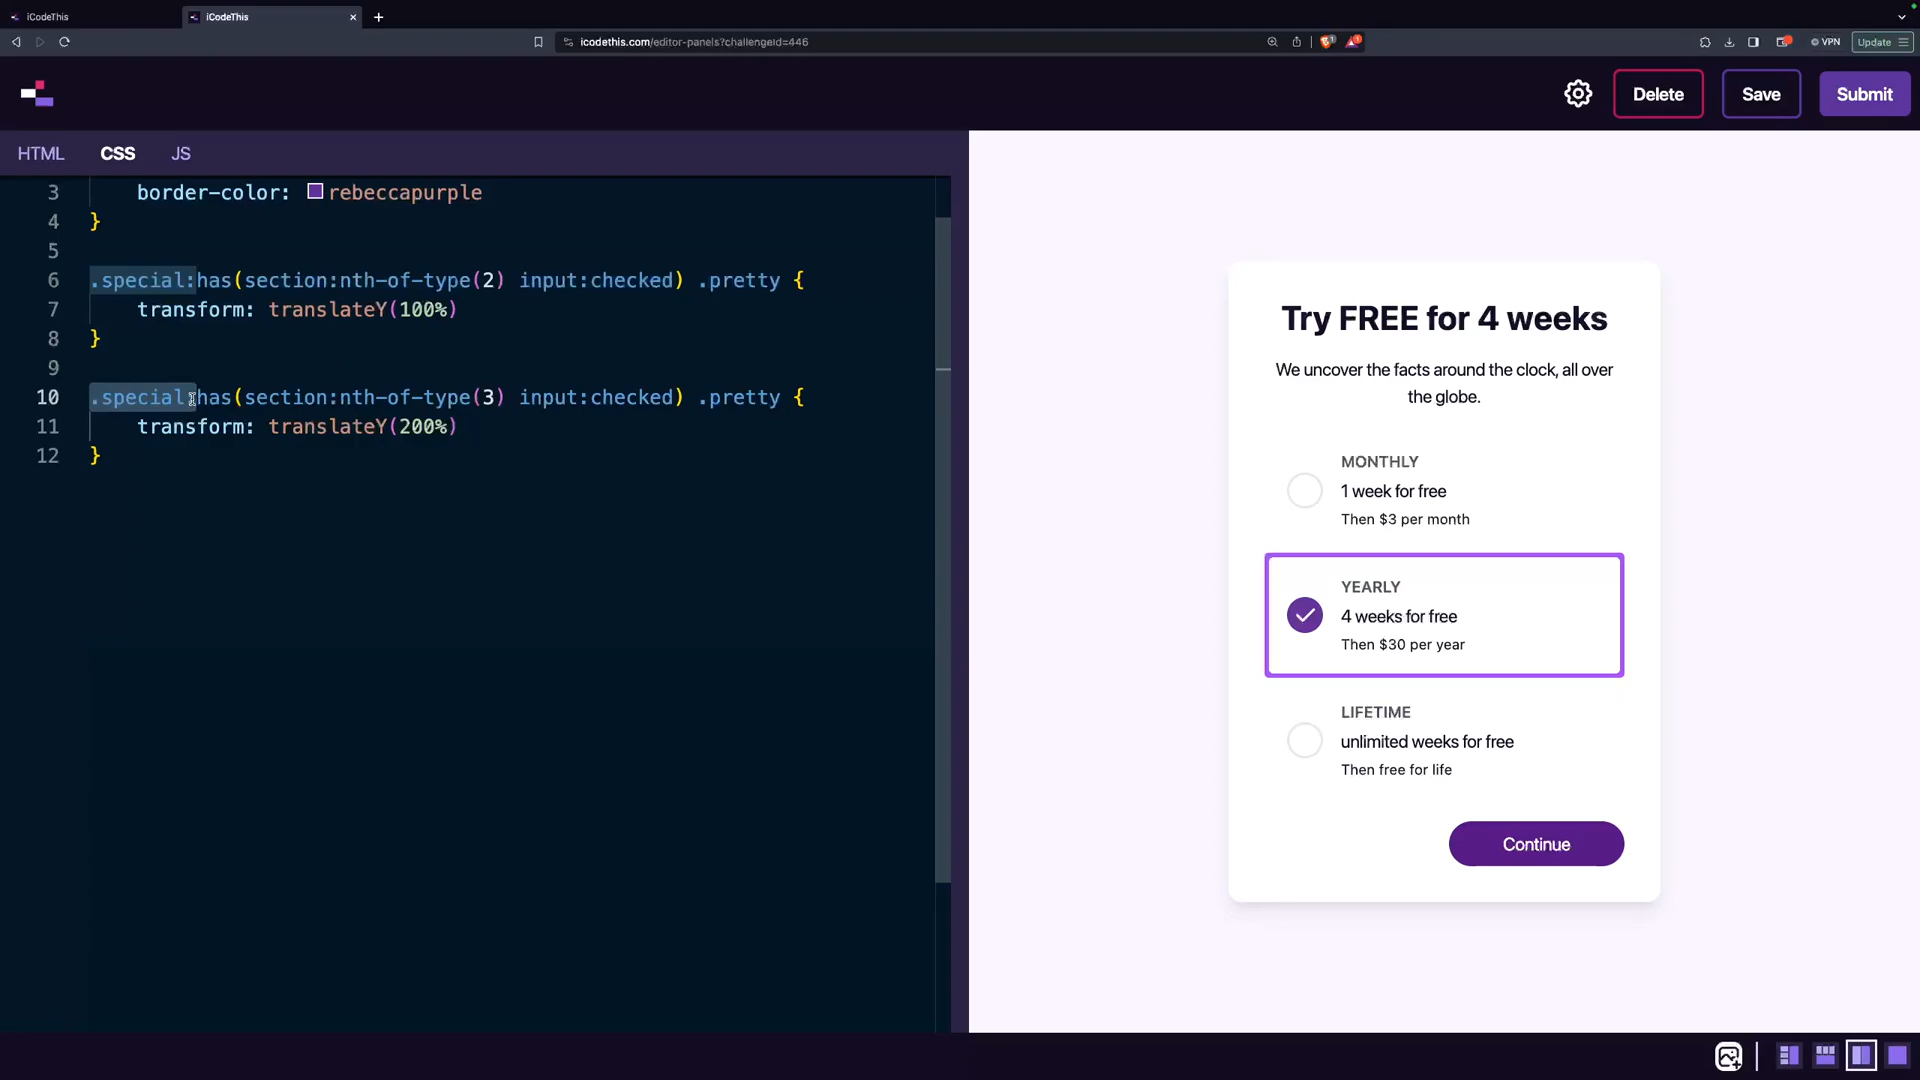 iCodeThis
iCodeThis
icodethis.com/editor-panels?challengeId=446
VPN
Update
Delete
Save
Submit
HTML
CSS
JS
3 border-color: rebeccapurple
4 }
5
6 .special:has(section:nth-of-type(2) input:checked) .pretty {
7 transform: translateY(100%)
8 }
9
10 .special:has(section:nth-of-type(3) input:checked) .pretty {
11 transform: translateY(200%)
12 }
Try FREE for 4 weeks
We uncover the facts around the clock, all over
the globe.
MONTHLY
1 week for free
Then $3 per month
YEARLY
4 weeks for free
Then $30 per year
LIFETIME
unlimited weeks for free
Then free for life
Continue